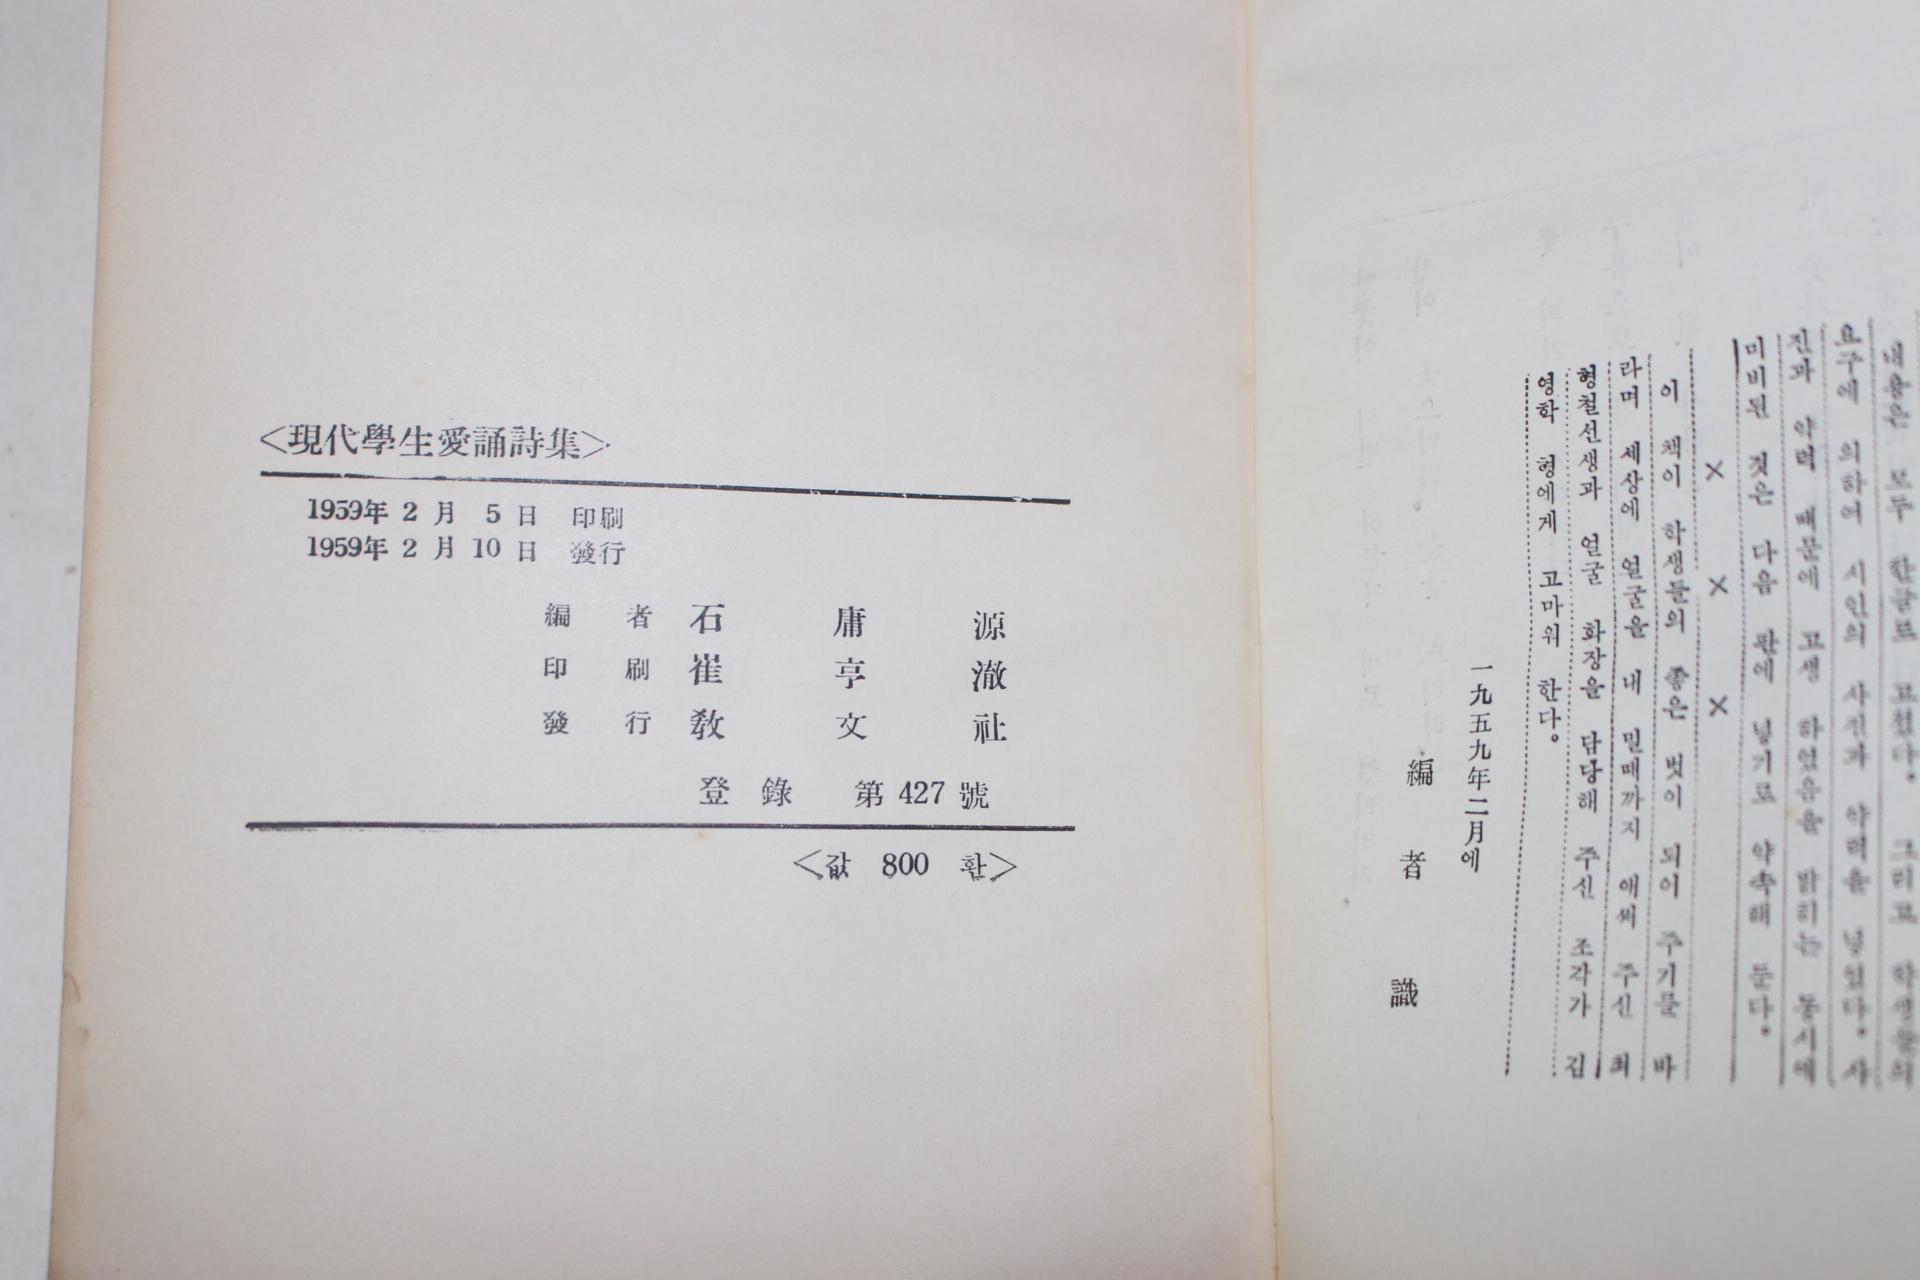 <現代學生愛誦詩集>
1959年 2 月 5 日 印刷
1959年 2 月 10 日 發行
編 者 石 庸 源
印 刷 崔 亨 澈
發 行 敎 文 社
登 錄 第 427 號
<값 800 환>
내용은 모두 한글로 고쳤다. 그리고 학생들의
요구에 의하여 시인의 사진과 약력을 넣었다. 사
진과 약력 때문에 고생 하였음을 밝히는 동시에
미비된 것은 다음 판에 넣기로 약속해 둔다.
× × ×
이 책이 학생들의 좋은 벗이 되어 주기를 바
라며 세상에 얼굴을 내 밀때까지 애써 주신 최
형철선생과 얼굴 화장을 담당해 주신 조각가 김
영학 형에게 고마워 한다.
一九五九年二月에
編 者 識